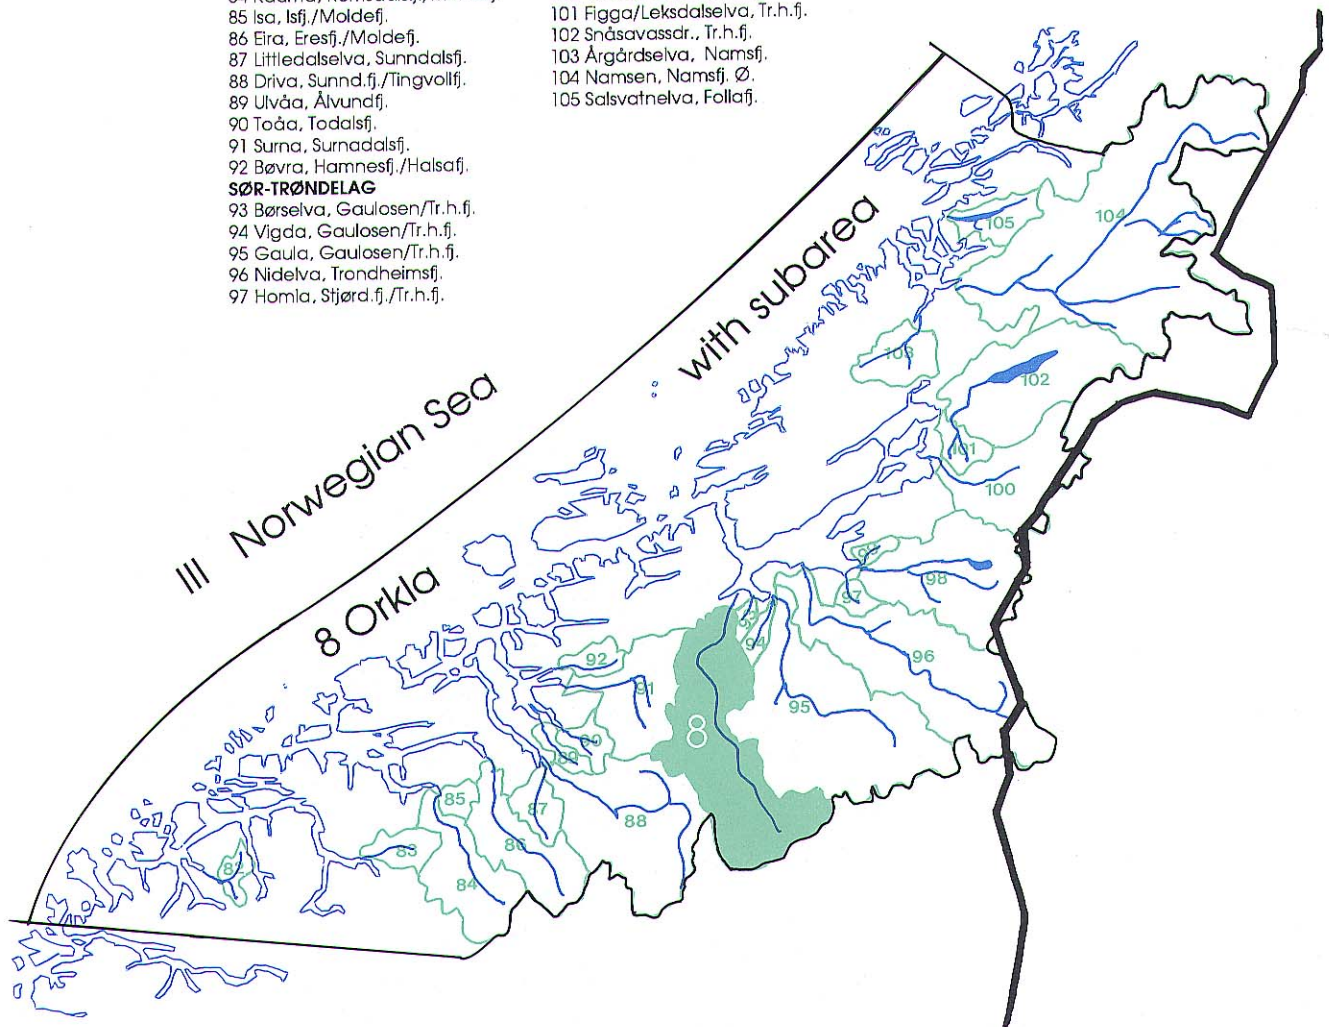 85 Isa, Isfj./Moldefj.
86 Eira, Eresfj./Moldefj.
87 Littledalselva, Sunndalsfj.
88 Driva, Sunnd.fj./Tingvollfj.
89 Ulvåa, Ålvundfj.
90 Toåa, Todalsfj.
91 Surna, Surnadalsfj.
92 Bøvra, Hamnesfj./Halsafj.
SØR-TRØNDELAG
93 Børselva, Gaulosen/Tr.h.fj.
94 Vigda, Gaulosen/Tr.h.fj.
95 Gaula, Gaulosen/Tr.h.fj.
96 Nidelva, Trondheimsfj.
97 Homla, Stjørd.fj./Tr.h.fj.
101 Figga/Leksdalselva, Tr.h.fj.
102 Snåsavassdr., Tr.h.fj.
103 Årgårdselva, Namsfj.
104 Namsen, Namsfj. Ø.
105 Salsvatnelva, Follafj.
III Norwegian Sea
with subarea
8 Orkla
104
105
103
102
101
100
99
98
97
93
94
96
95
92
91
90
89
8
88
87
86
85
84
83
82